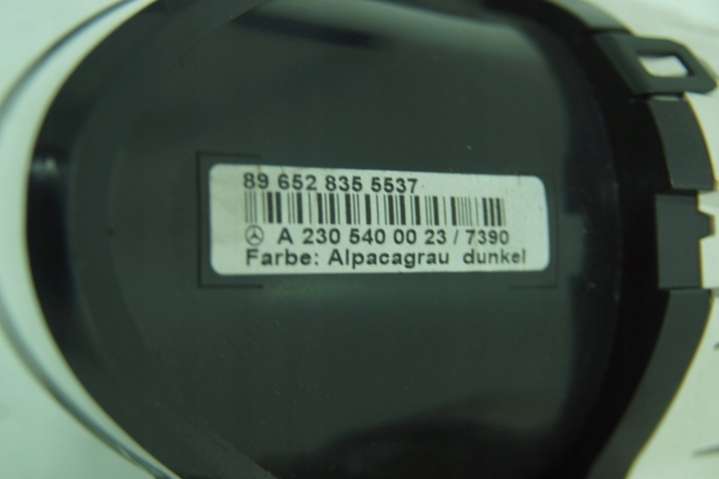 89 652 835 5537
A 230 540 00 23 / 7390
Farbe: Alpacagrau dunkel